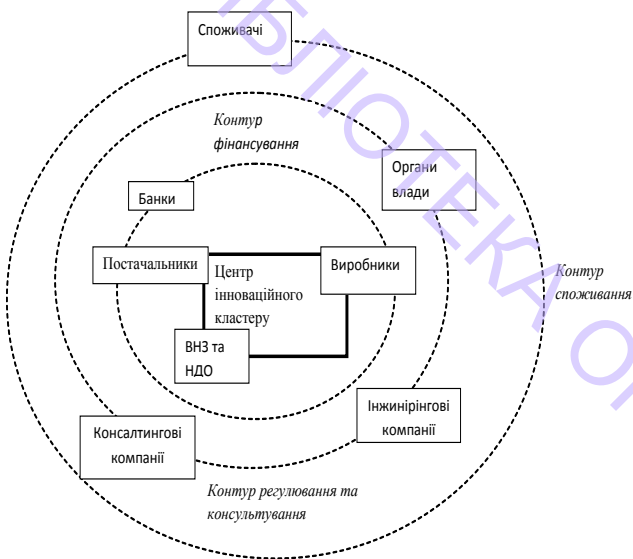 Споживачі
Контур
фінансування
Органи
влади
Банки
Постачальники
Центр
інноваційного
кластеру
Виробники
Контур
споживання
ВНЗ та
НДО
Інжинірінгові
компанії
Консалтингові
компанії
Контур регулювання та
консультування
БЛІОТЕКА